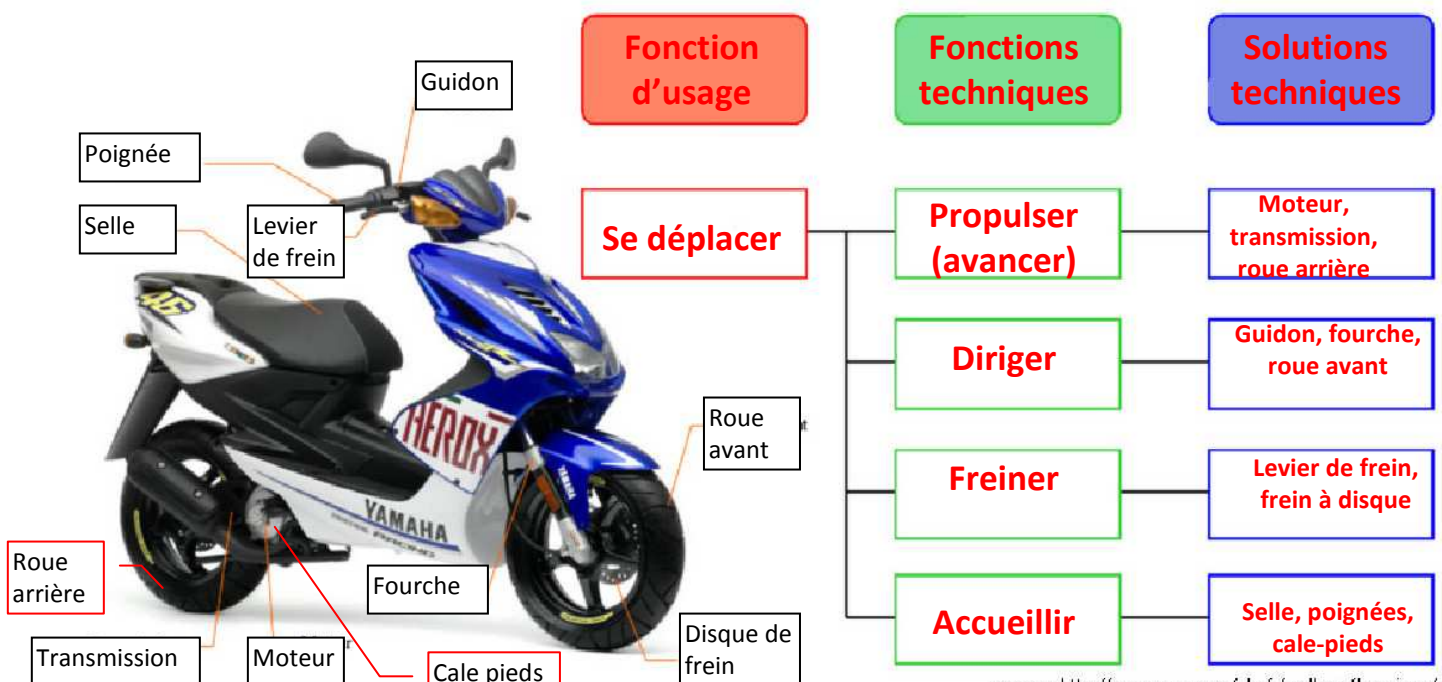 Fonction
d'usage
Fonctions
techniques
Solutions
techniques
Guidon
Poignée
Selle
Levier
de frein
Se déplacer
Propulser
(avancer)
Moteur,
transmission,
roue arrière
Diriger
Guidon, fourche,
roue avant
Freiner
Levier de frein,
frein à disque
Accueillir
Selle, poignées,
cale-pieds
46
AEROX
YAMAHA
RACING
YAMAHA
Roue
avant
Roue
arrière
Fourche
Transmission
Moteur
Cale pieds
Disque de
frein